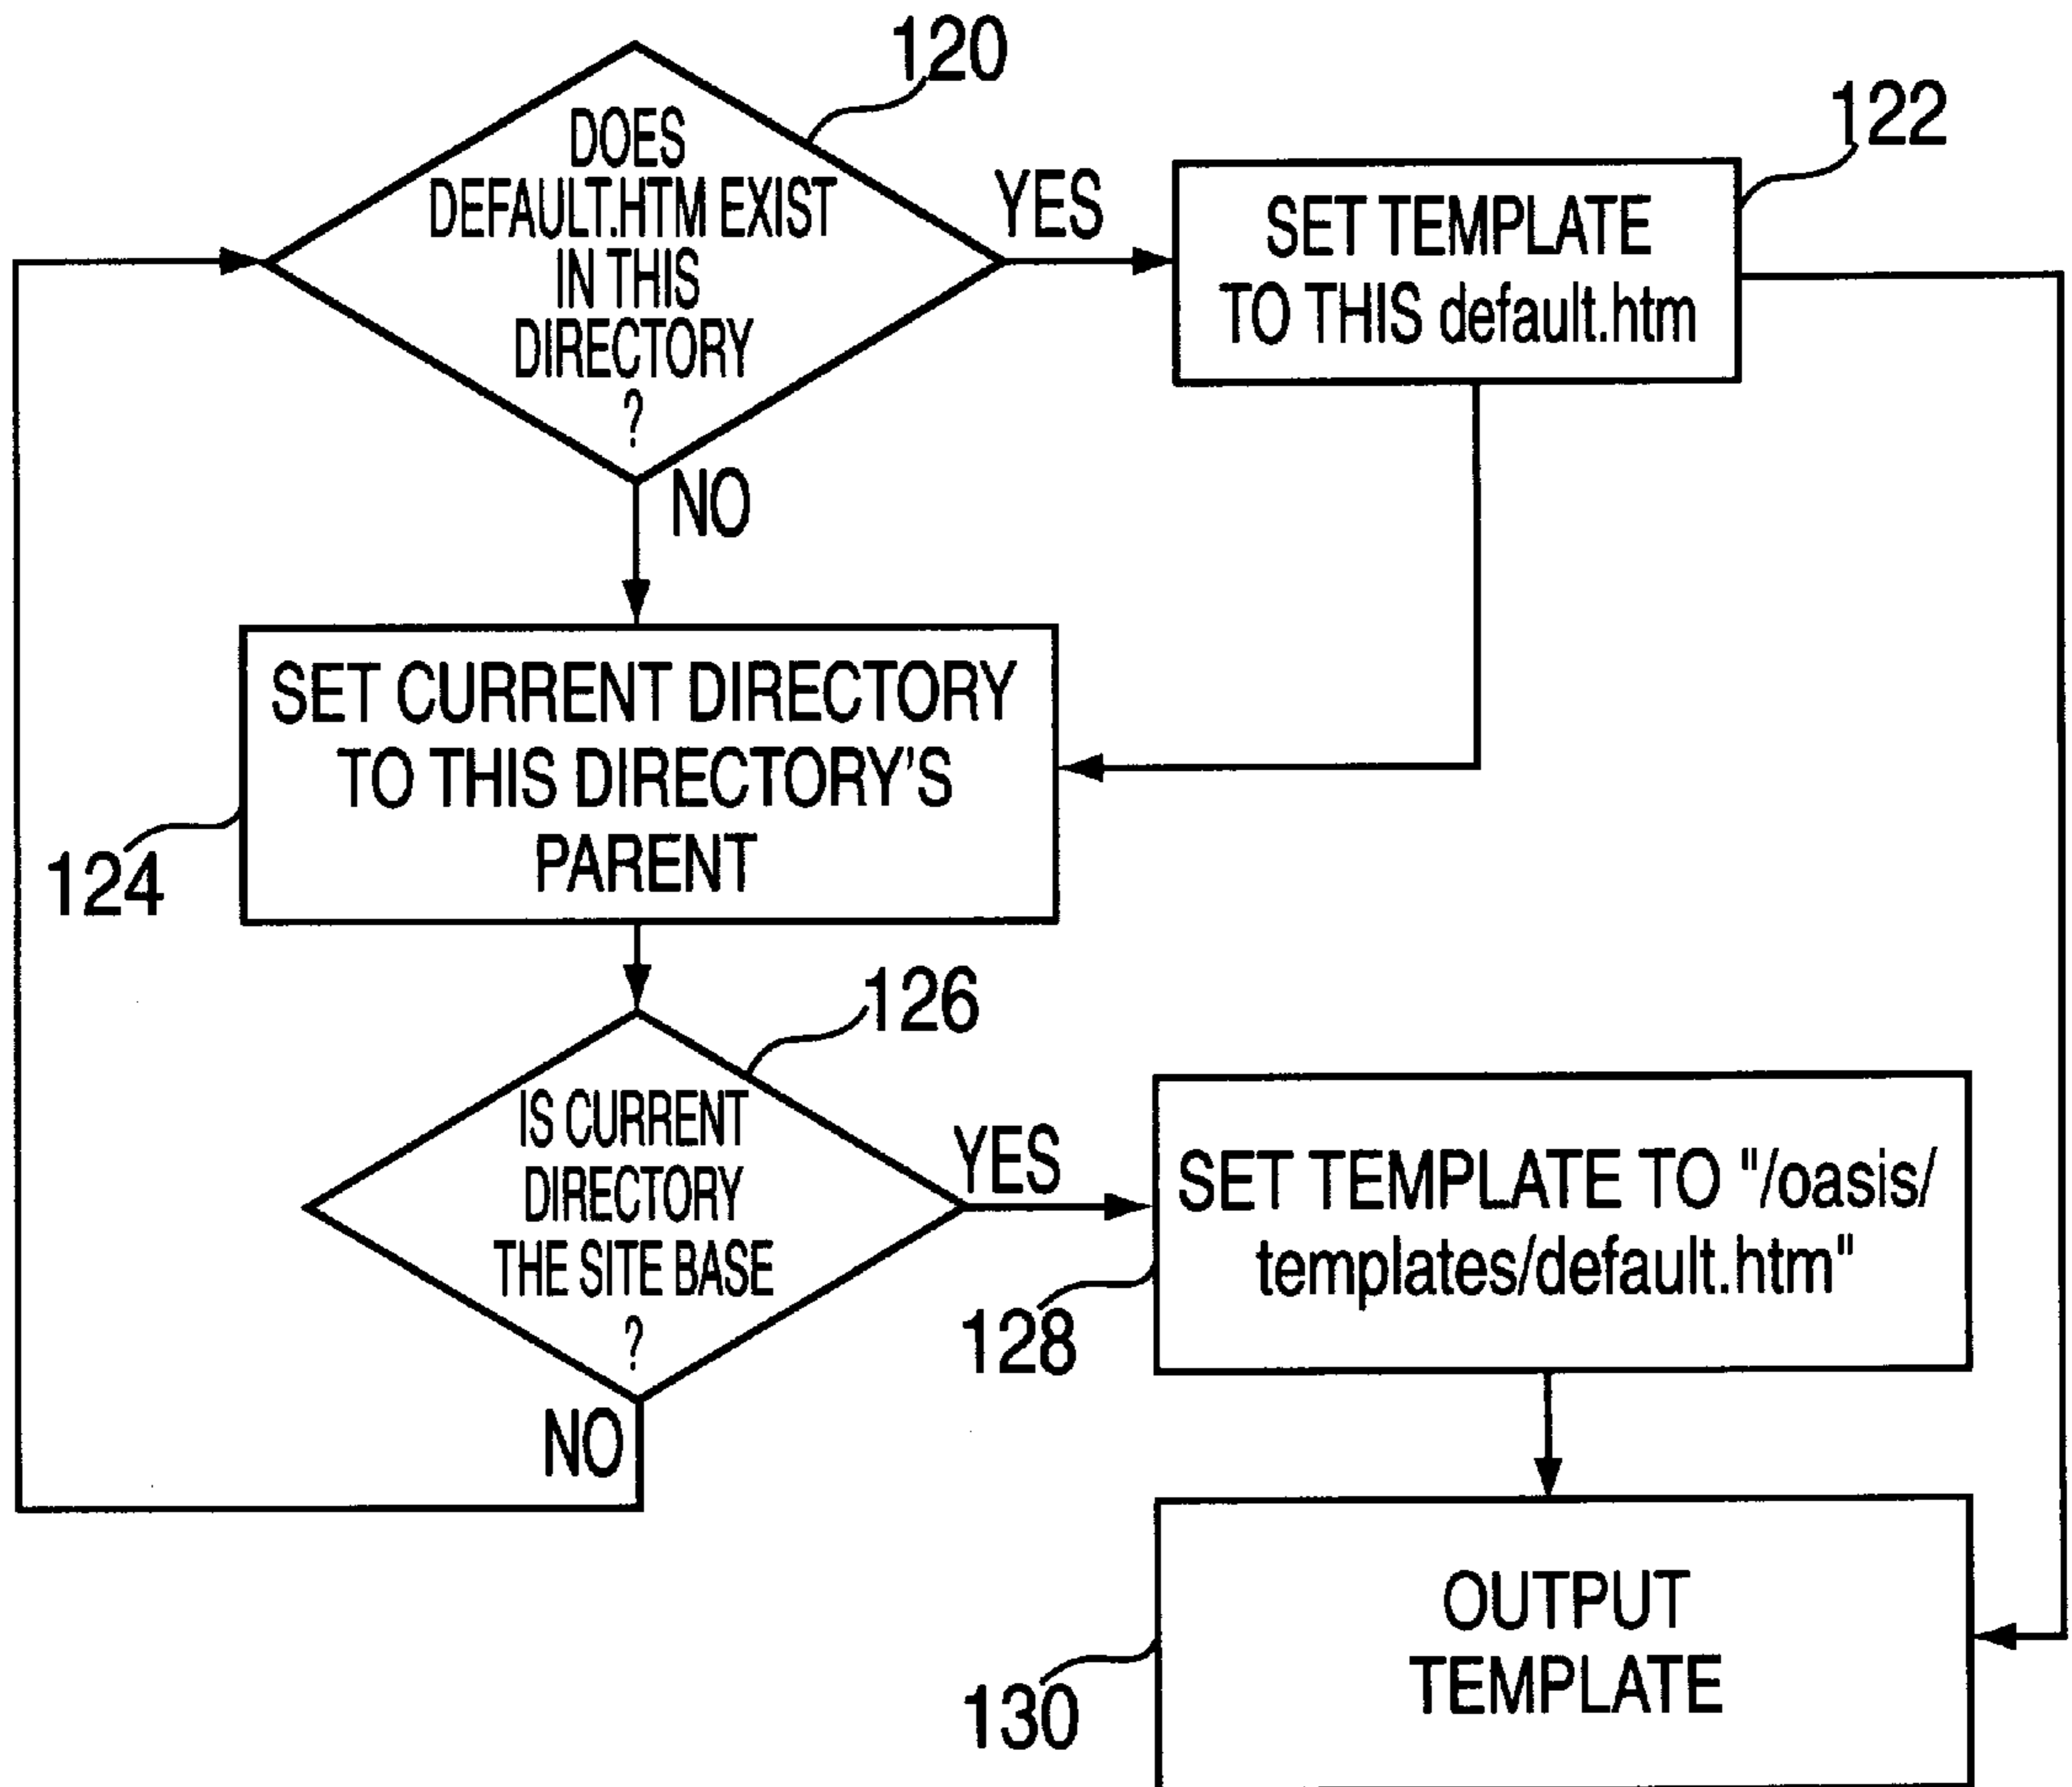 120
DOES
DEFAULT.HTM EXIST
IN THIS
DIRECTORY
?
YES
NO
122
SET TEMPLATE
TO THIS default.htm
SET CURRENT DIRECTORY
TO THIS DIRECTORY'S
PARENT
124
126
IS CURRENT
DIRECTORY
THE SITE BASE
?
YES
NO
SET TEMPLATE TO "/oasis/
templates/default.htm"
128
OUTPUT
TEMPLATE
130